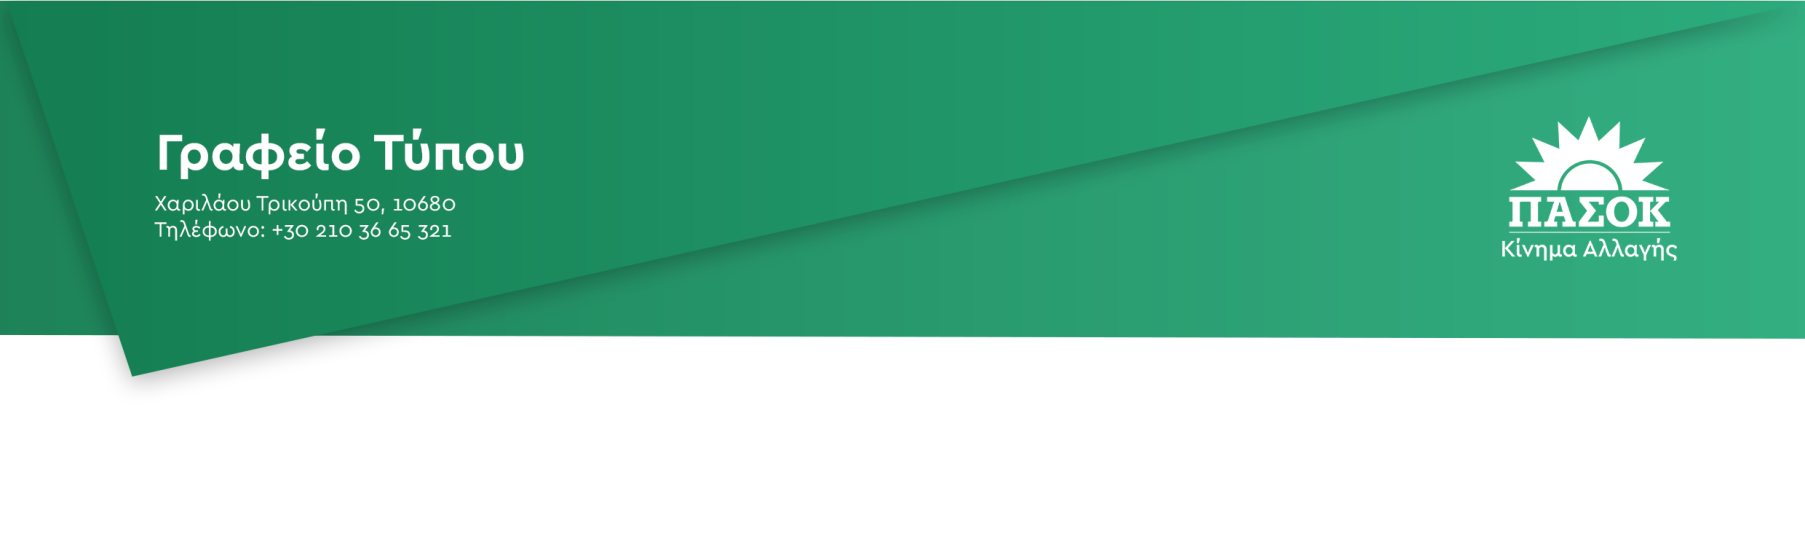 Γραφείο Τύπου
Χαριλάου Τρικούπη 50, 10680
Τηλέφωνο: +30 210 36 65 321
ΠΑΣΟΚ
Κίνημα Αλλαγής